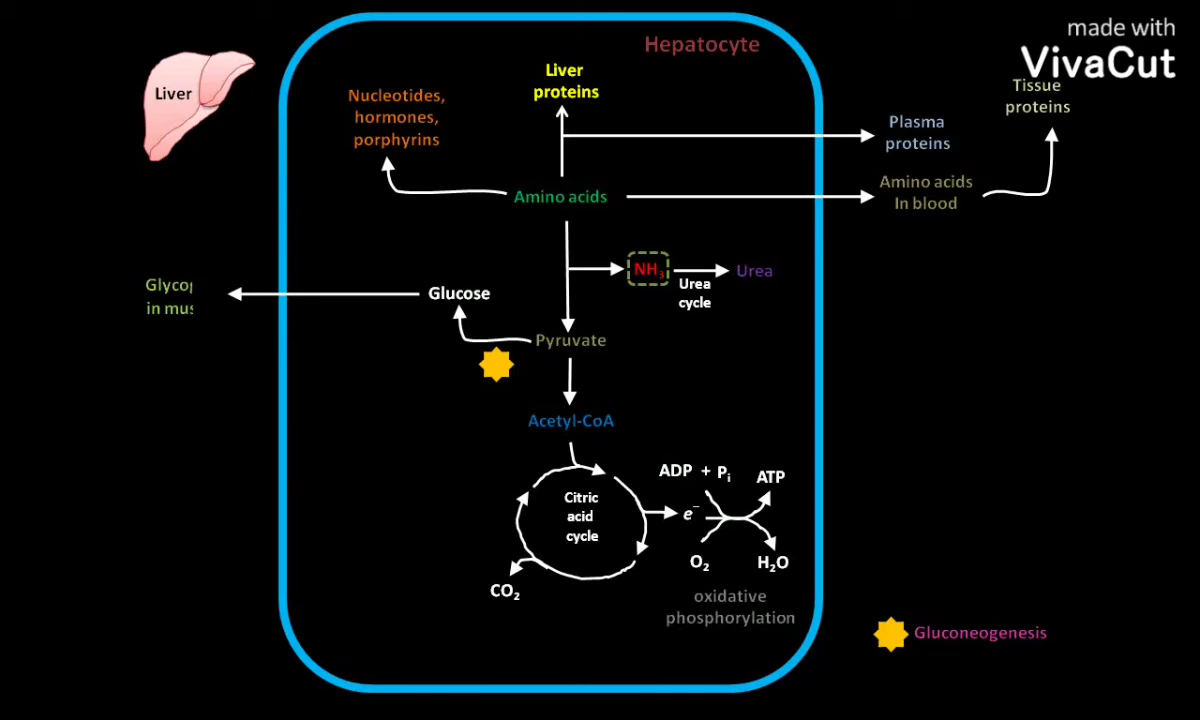 made with
VivaCut
Hepatocyte
Liver
Liver
proteins
Nucleotides,
hormones,
porphyrins
Tissue
proteins
Plasma
proteins
Amino acids
Amino acids
In blood
NH3
Urea
Urea
cycle
in
Glucose
Pyruvate
Acetyl-CoA
Citric
acid
cycle
ADP + Pi
ATP
e−
O2
H2O
CO2
oxidative
phosphorylation
Gluconeogenesis